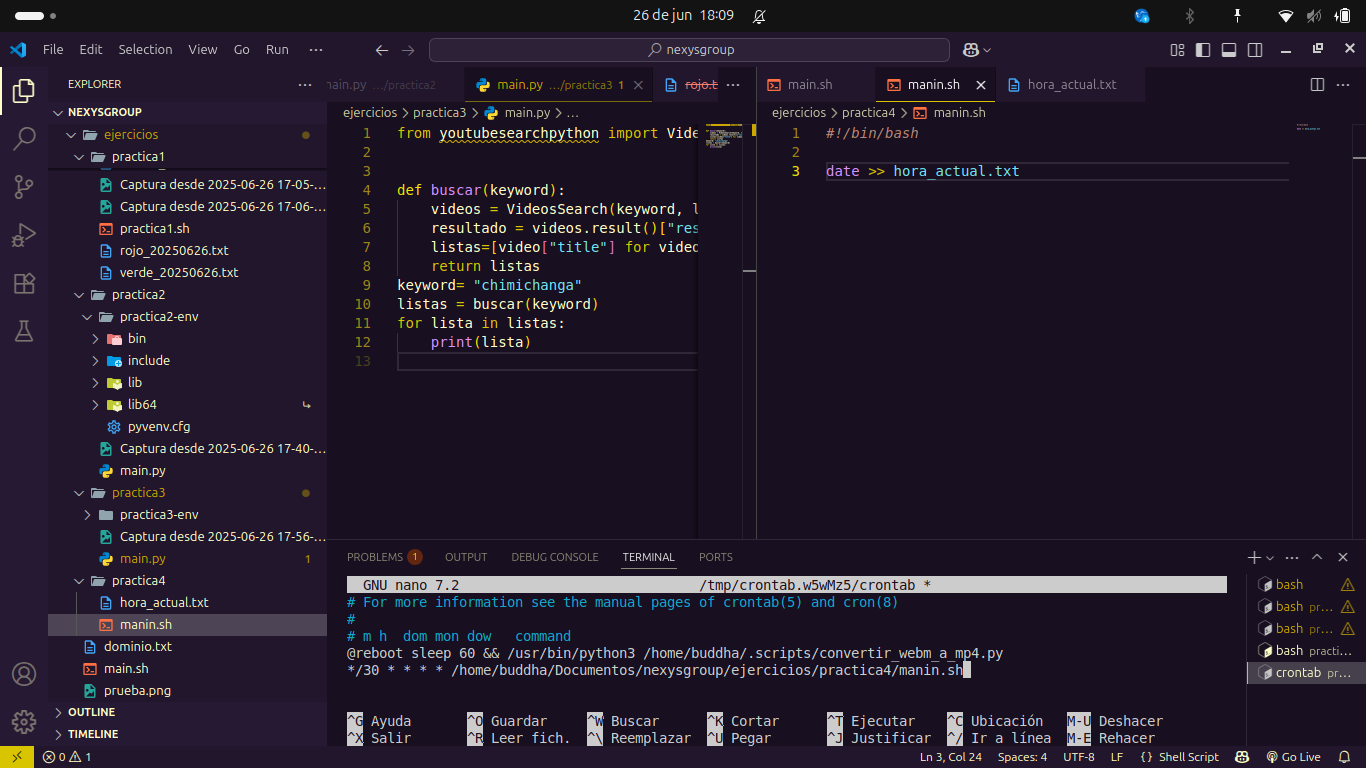 26 de jun 18:09
File Edit Selection View Go Run ···
nexysgroup
EXPLORER
NEXYSGROUP
ejercicios
practica1
Captura desde 2025-06-26 17-05-...
Captura desde 2025-06-26 17-06-...
practica1.sh
rojo_20250626.txt
verde_20250626.txt
practica2
practica2-env
bin
include
lib
lib64
pyvenv.cfg
Captura desde 2025-06-26 17-40-...
main.py
practica3
practica3-env
Captura desde 2025-06-26 17-56-...
main.py 1
practica4
hora_actual.txt
manin.sh
dominio.txt
main.sh
prueba.png
OUTLINE
TIMELINE
main.py .../practica2
main.py .../practica3 1
rojo.t
ejercicios > practica3 > main.py > ...
1 from youtubesearchpython import Vide
2
3
4 def buscar(keyword):
5 videos = VideosSearch(keyword, l
6 resultado = videos.result()["res
7 listas=[video["title"] for video
8 return listas
9 keyword= "chimichanga"
10 listas = buscar(keyword)
11 for lista in listas:
12 print(lista)
13
main.sh
manin.sh
hora_actual.txt
ejercicios > practica4 > manin.sh
1 #!/bin/bash
2
3 date >> hora_actual.txt
PROBLEMS 1 OUTPUT DEBUG CONSOLE TERMINAL PORTS
GNU nano 7.2 /tmp/crontab.w5wMz5/crontab *
# For more information see the manual pages of crontab(5) and cron(8)
#
# m h  dom mon dow   command
@reboot sleep 60 && /usr/bin/python3 /home/buddha/.scripts/convertir_webm_a_mp4.py
*/30 * * * * /home/buddha/Documentos/nexysgroup/ejercicios/practica4/manin.sh
^G Ayuda ^O Guardar ^W Buscar ^K Cortar ^T Ejecutar ^C Ubicación M-U Deshacer
^X Salir ^R Leer fich. ^\ Reemplazar ^U Pegar ^J Justificar ^/ Ir a línea M-E Rehacer
bash
bash pr...
bash pr...
bash practi...
crontab pr...
0 1
Ln 3, Col 24 Spaces: 4 UTF-8 LF {} Shell Script Go Live